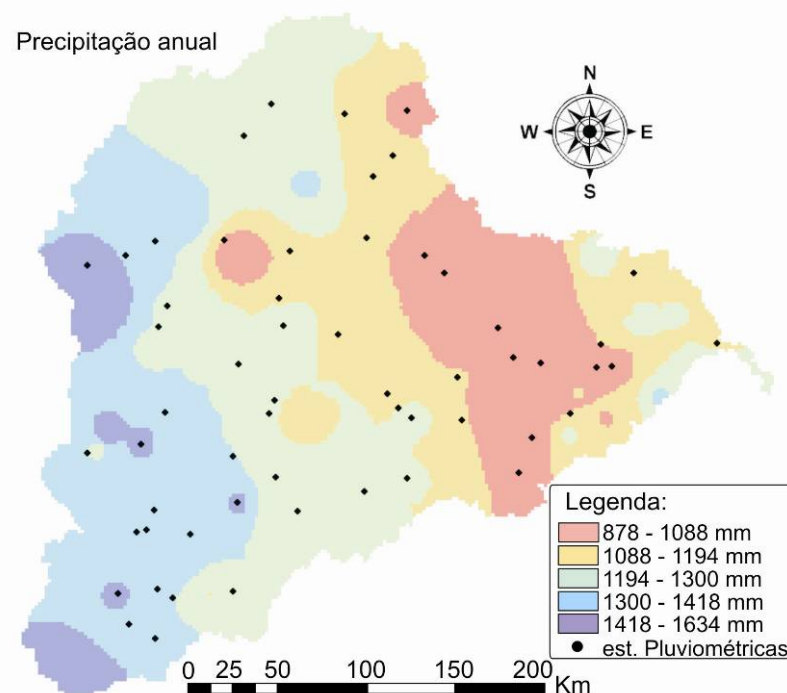 Precipitação anual
N
W E
S
Legenda:
878 - 1088 mm
1088 - 1194 mm
1194 - 1300 mm
1300 - 1418 mm
1418 - 1634 mm
est. Pluviométricas
0 25 50 100 150 200
Km